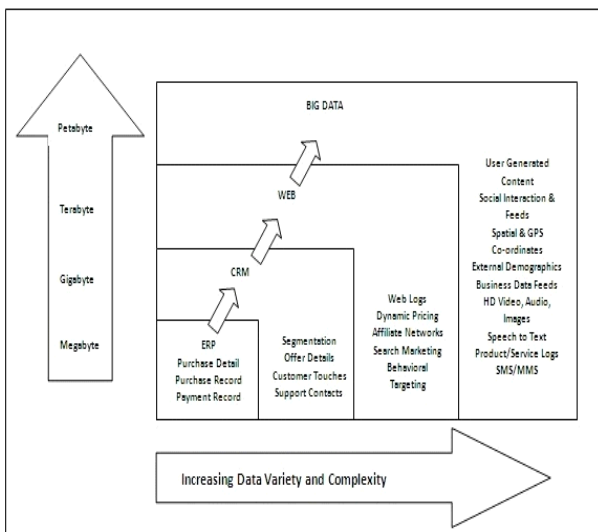 BIG DATA
Petabyte
User Generated
Content
Social Interaction &
Feeds
Spatial & GPS
Co-ordinates
External Demographics
Business Data Feeds
HD Video, Audio,
Images
Speech to Text
Product/Service Logs
SMS/MMS
WEB
Terabyte
Web Logs
Dynamic Pricing
Affiliate Networks
Search Marketing
Behavioral
Targeting
CRM
Gigabyte
Segmentation
Offer Details
Customer Touches
Support Contacts
Megabyte
ERP
Purchase Detail
Purchase Record
Payment Record
Increasing Data Variety and Complexity